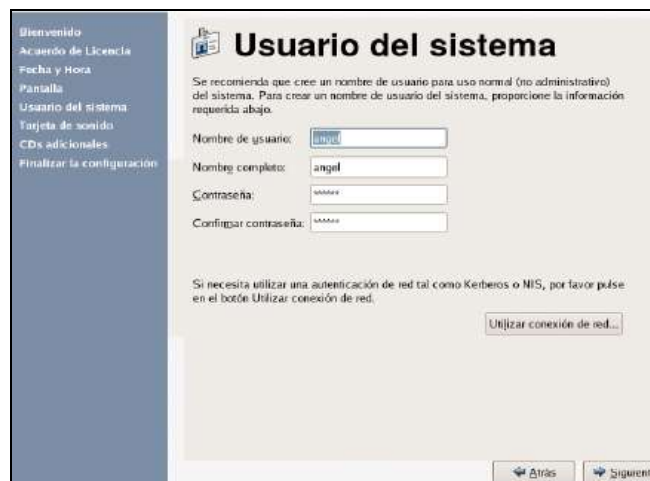 Bienvenido
Acuerdo de Licencia
Fecha y Hora
Pantalla
Usuario del sistema
Tarjeta de sonido
CDs adicionales
Finalizar la configuración
Usuario del sistema
Se recomienda que cree un nombre de usuario para uso normal (no administrativo)
del sistema. Para crear un nombre de usuario del sistema, proporcione la información
requerida abajo.
Nombre de usuario: angel
Nombre completo: angel
Contraseña: ******
Confirmar contraseña: ******
Si necesita utilizar una autenticación de red tal como Kerberos o NIS, por favor pulse
en el botón Utilizar conexión de red.
Utilizar conexión de red...
Atrás
Siguient